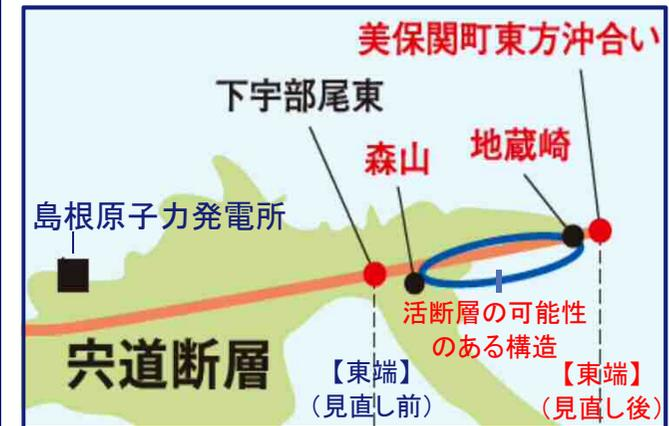 美保関町東方沖合い
下宇部尾東
森山
地蔵崎
島根原子力発電所
活断層の可能性
のある構造
宍道断層
【東端】
（見直し前）
【東端】
（見直し後）